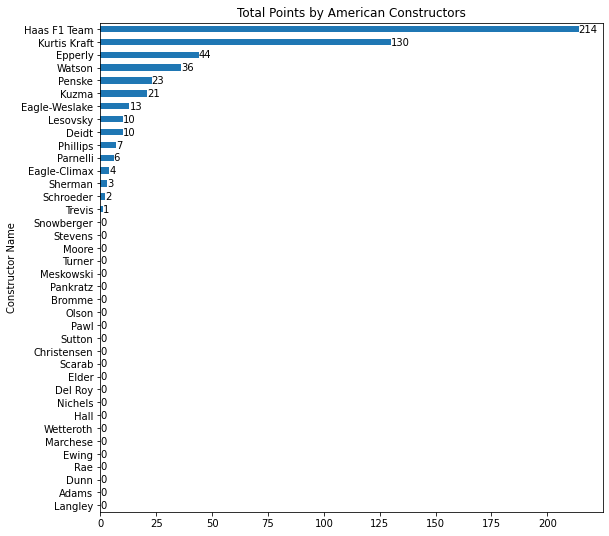 Total Points by American Constructors
Constructor Name
Haas F1 Team 214
Kurtis Kraft 130
Epperly 44
Watson 36
Penske 23
Kuzma 21
Eagle-Weslake 13
Lesovsky 10
Deidt 10
Phillips 7
Parnelli 6
Eagle-Climax 4
Sherman 3
Schroeder 2
Trevis 1
Snowberger 0
Stevens 0
Moore 0
Turner 0
Meskowski 0
Pankratz 0
Bromme 0
Olson 0
Pawl 0
Sutton 0
Christensen 0
Scarab 0
Elder 0
Del Roy 0
Nichels 0
Hall 0
Wetteroth 0
Marchese 0
Ewing 0
Rae 0
Dunn 0
Adams 0
Langley 0
0 25 50 75 100 125 150 175 200